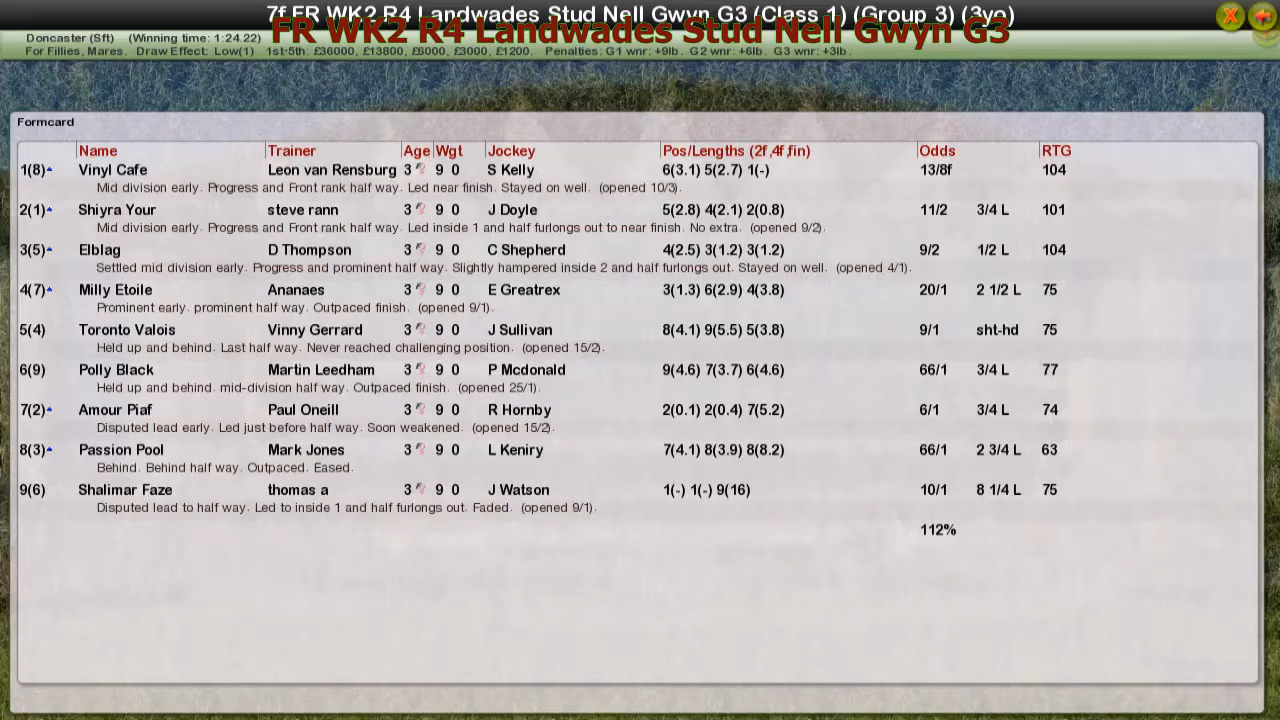 7f FR WK2 R4 Landwades Stud Nell Gwyn G3 (Class 1) (Group 3) (3yo)
FR WK2 R4 Landwades Stud Nell Gwyn G3
Doncaster (Sft) (Winning time: 1:24.22)
For Fillies, Mares. Draw Effect: Low(1) 1st-5th: £36000, £13800, £6000, £3000, £1200. Penalties: G1 wnr: +9lb. G2 wnr: +6lb. G3 wnr: +3lb.
Formcard
Name Trainer Age Wgt Jockey Pos/Lengths (2f,4f,fin) Odds RTG
1(8) Vinyl Cafe Leon van Rensburg 3 9 0 S Kelly 6(3.1) 5(2.7) 1(-) 13/8f 104
Mid division early. Progress and Front rank half way. Led near finish. Stayed on well. (opened 10/3).
2(1) Shiyra Your steve rann 3 9 0 J Doyle 5(2.8) 4(2.1) 2(0.8) 11/2 3/4 L 101
Mid division early. Progress and Front rank half way. Led inside 1 and half furlongs out to near finish. No extra. (opened 9/2).
3(5) Elblag D Thompson 3 9 0 C Shepherd 4(2.5) 3(1.2) 3(1.2) 9/2 1/2 L 104
Settled mid division early. Progress and prominent half way. Slightly hampered inside 2 and half furlongs out. Stayed on well. (opened 4/1).
4(7) Milly Etoile Ananaes 3 9 0 E Greatrex 3(1.3) 6(2.9) 4(3.8) 20/1 2 1/2 L 75
Prominent early. prominent half way. Outpaced finish. (opened 9/1).
5(4) Toronto Valois Vinny Gerrard 3 9 0 J Sullivan 8(4.1) 9(5.5) 5(3.8) 9/1 sht-hd 75
Held up and behind. Last half way. Never reached challenging position. (opened 15/2).
6(9) Polly Black Martin Leedham 3 9 0 P Mcdonald 9(4.6) 7(3.7) 6(4.6) 66/1 3/4 L 77
Held up and behind. mid-division half way. Outpaced finish. (opened 25/1).
7(2) Amour Piaf Paul Oneill 3 9 0 R Hornby 2(0.1) 2(0.4) 7(5.2) 6/1 3/4 L 74
Disputed lead early. Led just before half way. Soon weakened. (opened 15/2).
8(3) Passion Pool Mark Jones 3 9 0 L Keniry 7(4.1) 8(3.9) 8(8.2) 66/1 2 3/4 L 63
Behind. Behind half way. Outpaced. Eased.
9(6) Shalimar Faze thomas a 3 9 0 J Watson 1(-) 1(-) 9(16) 10/1 8 1/4 L 75
Disputed lead to half way. Led to inside 1 and half furlongs out. Faded. (opened 9/1).
112%